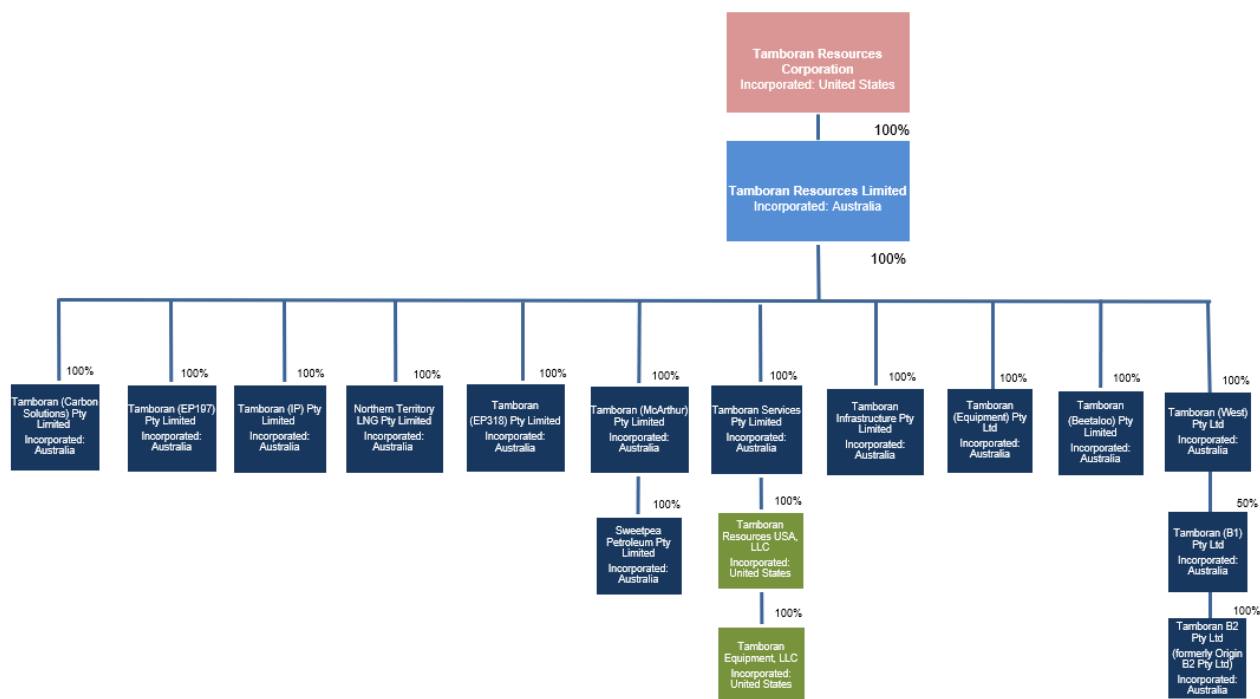 Tamboran Resources
Corporation
Incorporated: United States
100%
Tamboran Resources Limited
Incorporated: Australia
100%
100%
Tamboran (Carbon
Solutions) Pty
Limited
Incorporated:
Australia
100%
Tamboran (EP197)
Pty Limited
Incorporated:
Australia
100%
Tamboran (IP) Pty
Limited
Incorporated:
Australia
100%
Northern Territory
LNG Pty Limited
Incorporated:
Australia
100%
Tamboran
(EP318) Pty Limited
Incorporated:
Australia
100%
Tamboran (McArthur)
Pty Limited
Incorporated:
Australia
100%
Tamboran Services
Pty Limited
Incorporated:
Australia
100%
Tamboran
Infrastructure Pty
Limited
Incorporated:
Australia
100%
Tamboran
(Equipment) Pty
Ltd
Incorporated:
Australia
100%
Tamboran
(Beetaloo) Pty
Limited
Incorporated:
Australia
100%
Tamboran (West)
Pty Ltd
Incorporated:
Australia
100%
Sweetpea
Petroleum Pty
Limited
Incorporated:
Australia
100%
Tamboran
Resources USA,
LLC
Incorporated:
United States
50%
Tamboran (B1)
Pty Ltd
Incorporated:
Australia
100%
Tamboran
Equipment, LLC
Incorporated:
United States
100%
Tamboran B2
Pty Ltd
(formerly Origin
B2 Pty Ltd)
Incorporated:
Australia